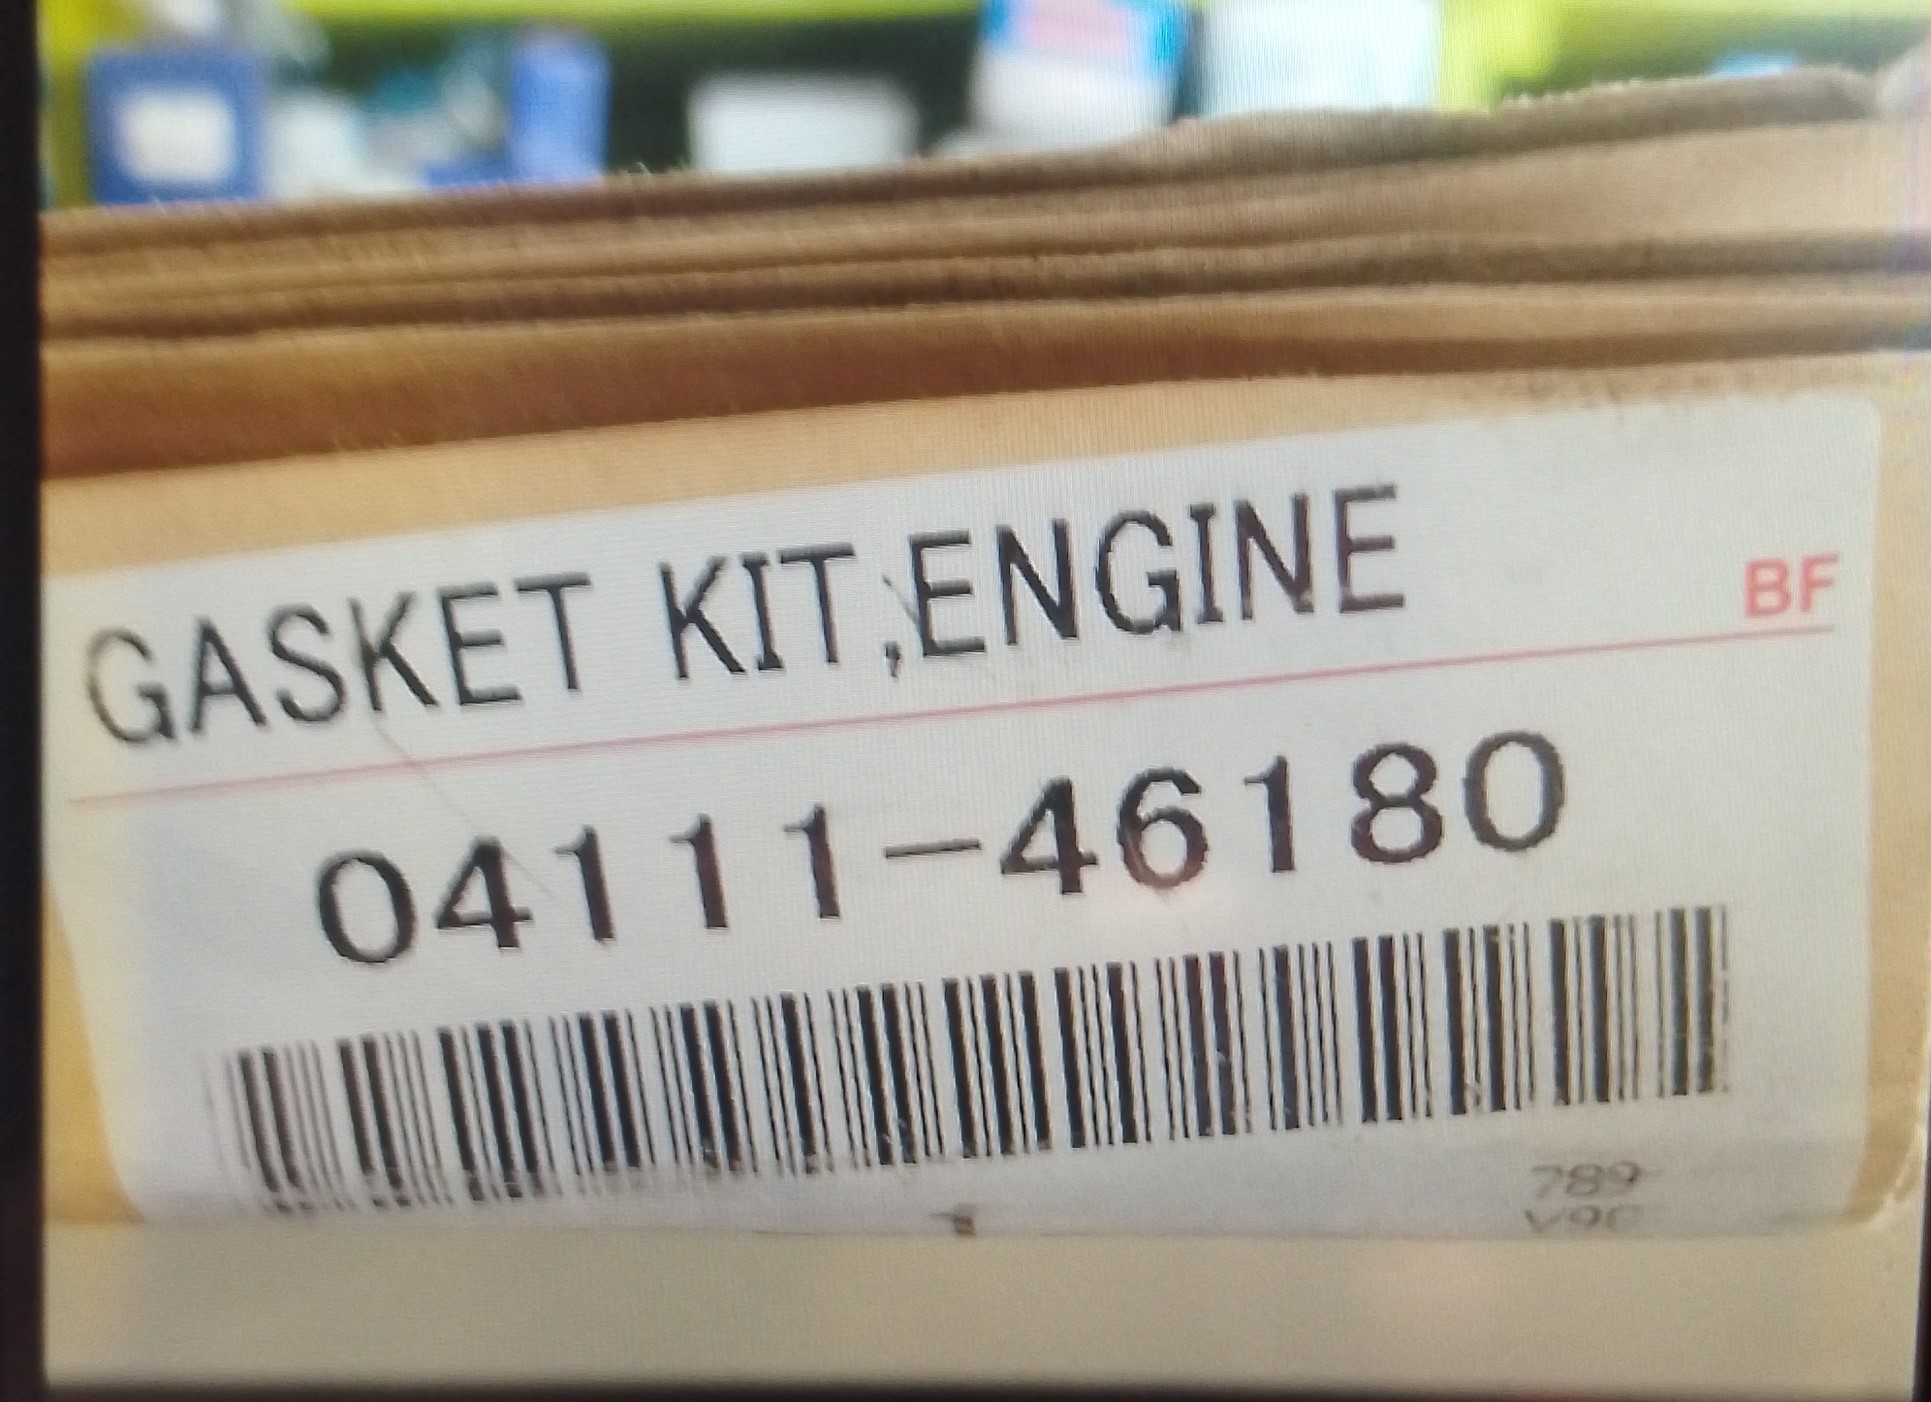 GASKET KIT,ENGINE
BF
04111-46180
789